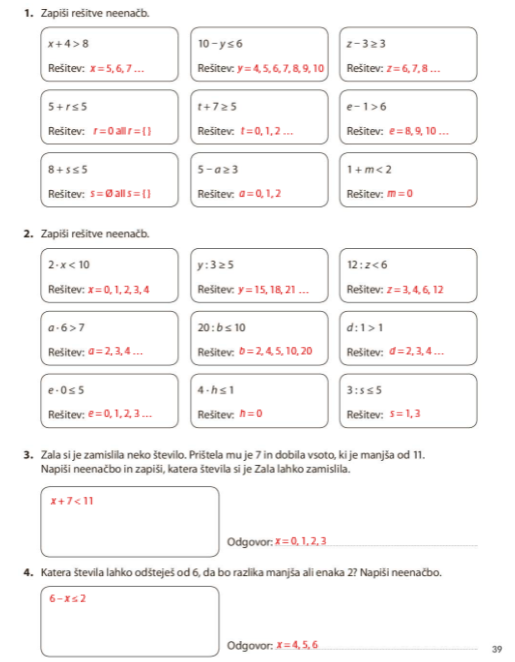 1. Zapiši rešitve neenačb.
x + 4 > 8
10 − y ≤ 6
z − 3 ≥ 3
Rešitev: x = 5, 6, 7 ...
Rešitev: y = 4, 5, 6, 7, 8, 9, 10
Rešitev: z = 6, 7, 8 ...
5 + r ≤ 5
t + 7 ≥ 5
e − 1 > 6
Rešitev: r = 0 ali r = { }
Rešitev: t = 0, 1, 2 ...
Rešitev: e = 8, 9, 10 ...
8 + s ≤ 5
5 − a ≥ 3
1 + m < 2
Rešitev: s = Ø ali s = { }
Rešitev: a = 0, 1, 2
Rešitev: m = 0
2. Zapiši rešitve neenačb.
2 · x < 10
y : 3 ≥ 5
12 : z < 6
Rešitev: x = 0, 1, 2, 3, 4
Rešitev: y = 15, 18, 21 ...
Rešitev: z = 3, 4, 6, 12
a · 6 > 7
20 : b ≤ 10
d : 1 > 1
Rešitev: a = 2, 3, 4 ...
Rešitev: b = 2, 4, 5, 10, 20
Rešitev: d = 2, 3, 4 ...
e · 0 ≤ 5
4 · h ≤ 1
3 : s ≤ 5
Rešitev: e = 0, 1, 2, 3 ...
Rešitev: h = 0
Rešitev: s = 1, 3
3. Zala si je zamislila neko število. Prištela mu je 7 in dobila vsoto, ki je manjša od 11.
Napiši neenačbo in zapiši, katera števila si je Zala lahko zamislila.
x + 7 < 11
Odgovor: x = 0, 1, 2, 3
4. Katera števila lahko odšteješ od 6, da bo razlika manjša ali enaka 2? Napiši neenačbo.
6 − x ≤ 2
Odgovor: x = 4, 5, 6
39